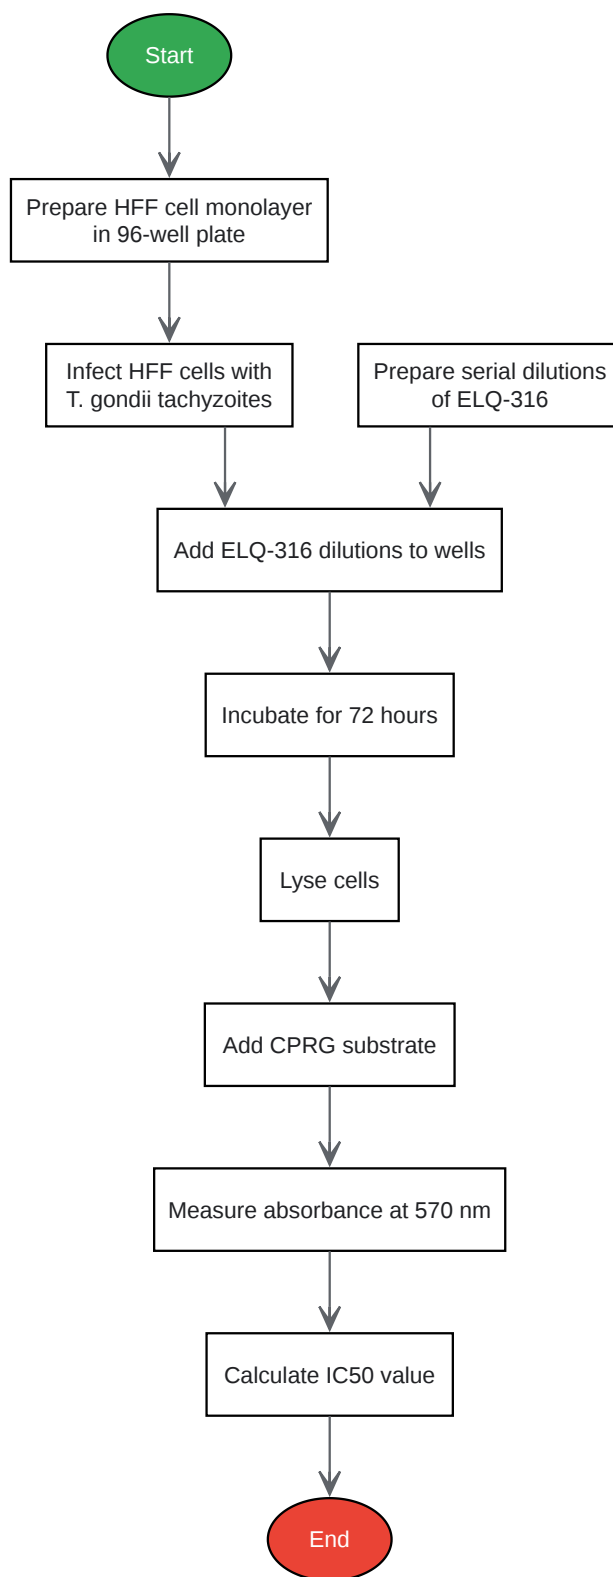 Start
Prepare HFF cell monolayer
in 96-well plate
Infect HFF cells with
T. gondii tachyzoites
Prepare serial dilutions
of ELQ-316
Add ELQ-316 dilutions to wells
Incubate for 72 hours
Lyse cells
Add CPRG substrate
Measure absorbance at 570 nm
Calculate IC50 value
End